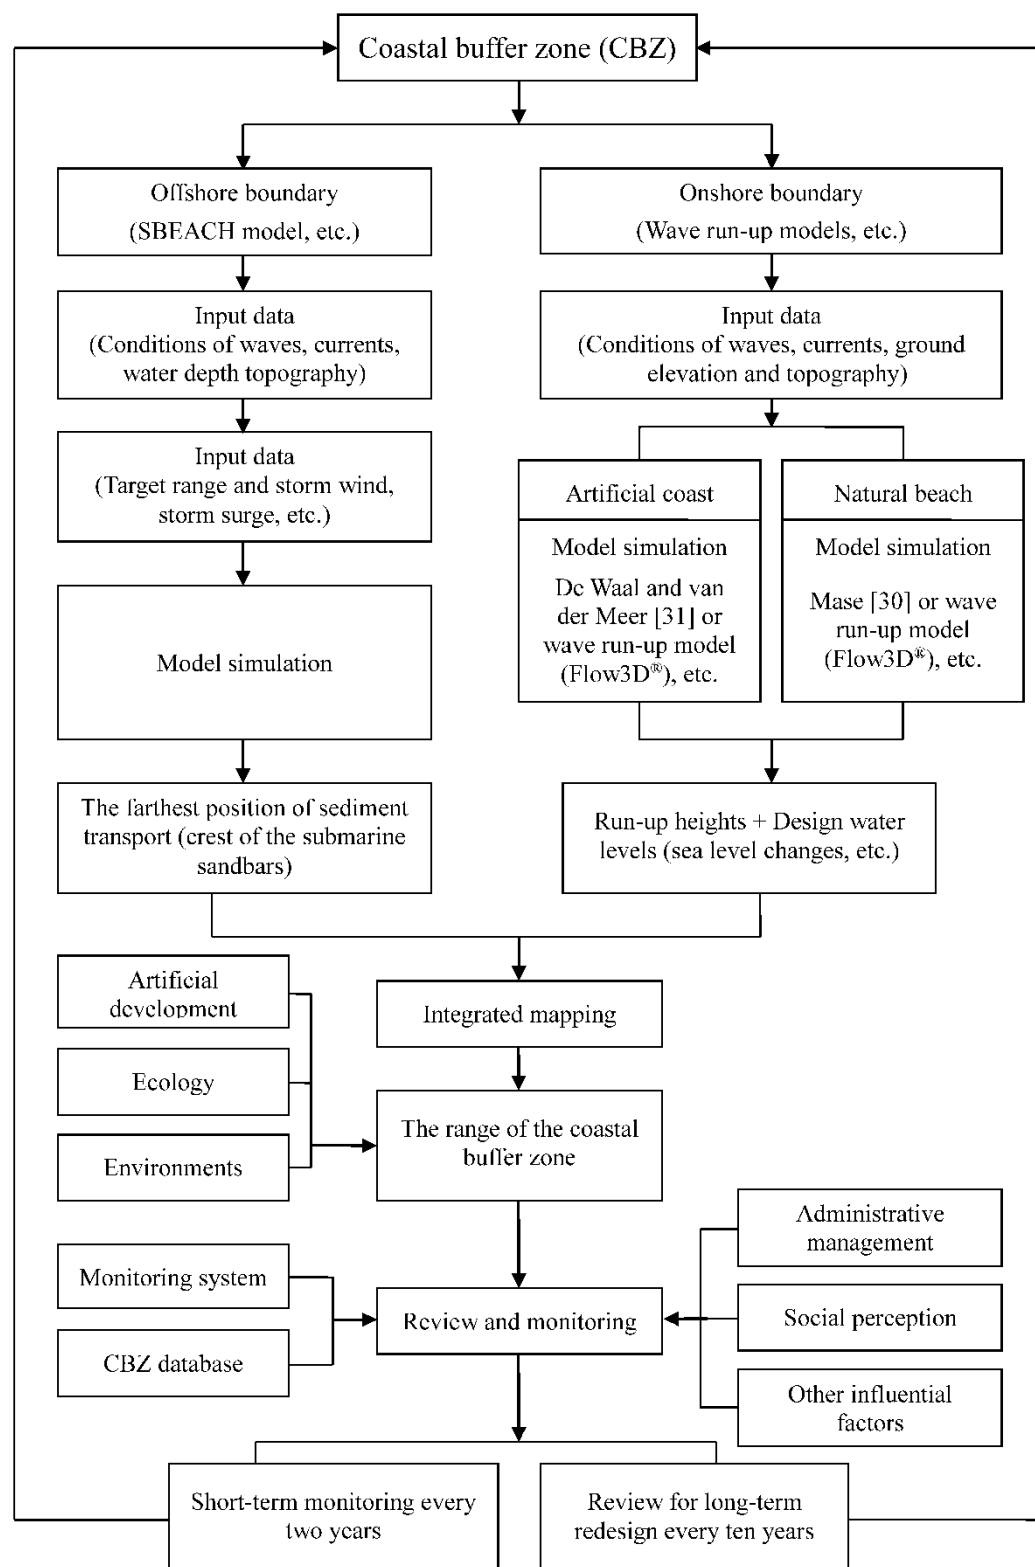 Coastal buffer zone (CBZ)
Offshore boundary
(SBEACH model, etc.)
Onshore boundary
(Wave run-up models, etc.)
Input data
(Conditions of waves, currents,
water depth topography)
Input data
(Conditions of waves, currents, ground
elevation and topography)
Input data
(Target range and storm wind,
storm surge, etc.)
Artificial coast
Model simulation
De Waal and van
der Meer [31] or
wave run-up model
(Flow3D®), etc.
Natural beach
Model simulation
Mase [30] or wave
run-up model
(Flow3D®), etc.
Model simulation
The farthest position of sediment
transport (crest of the submarine
sandbars)
Run-up heights + Design water
levels (sea level changes, etc.)
Integrated mapping
Artificial
development
Ecology
Environments
The range of the coastal
buffer zone
Monitoring system
CBZ database
Review and monitoring
Administrative
management
Social perception
Other influential
factors
Short-term monitoring every
two years
Review for long-term
redesign every ten years